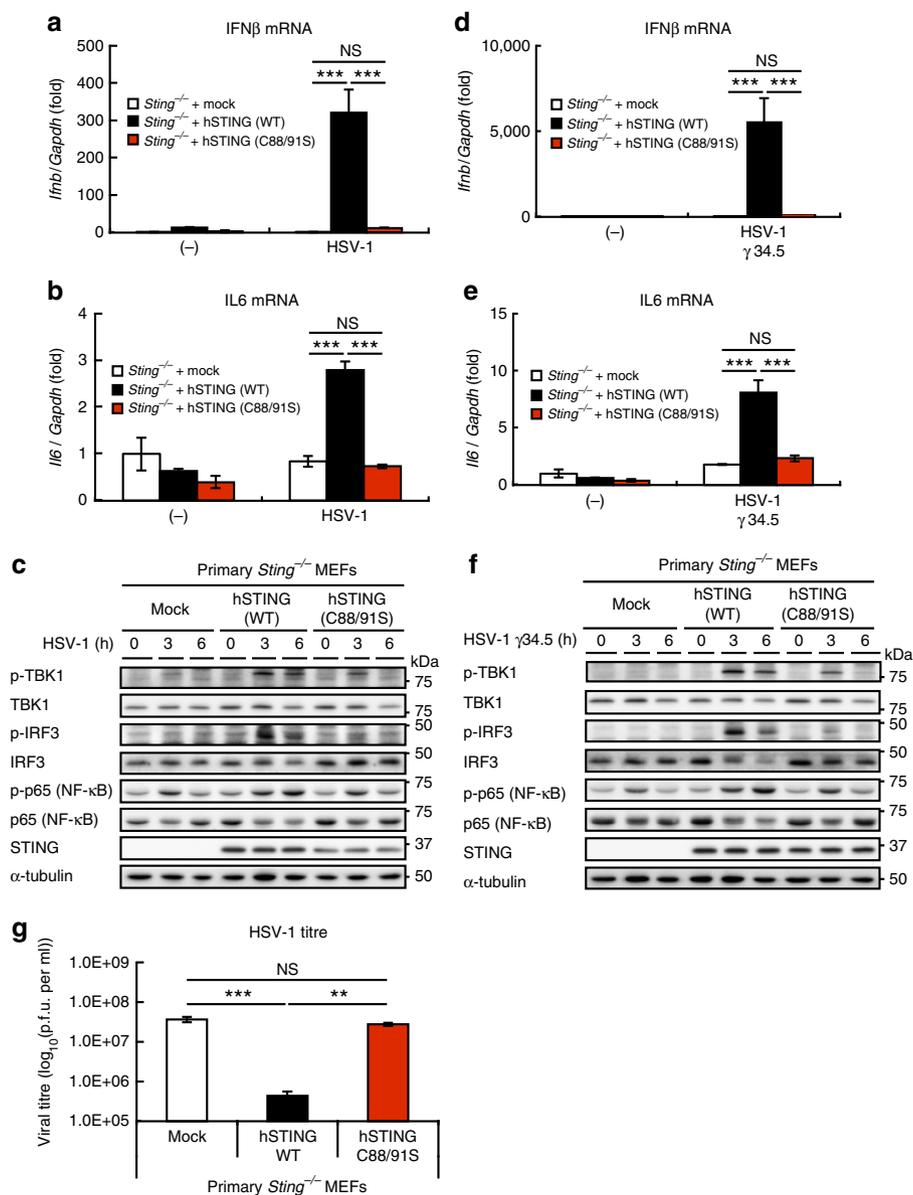 a
IFNβ mRNA
500
400
300
200
100
0
Ifnb/Gapdh (fold)
Sting–/– + mock
Sting–/– + hSTING (WT)
Sting–/– + hSTING (C88/91S)
NS
*** ***
(–) HSV-1
d
IFNβ mRNA
10,000
5,000
0
Ifnb/Gapdh (fold)
Sting–/– + mock
Sting–/– + hSTING (WT)
Sting–/– + hSTING (C88/91S)
NS
*** ***
(–) HSV-1
γ 34.5
b
IL6 mRNA
4
3
2
1
0
Il6 / Gapdh (fold)
Sting–/– + mock
Sting–/– + hSTING (WT)
Sting–/– + hSTING (C88/91S)
NS
*** ***
(–) HSV-1
e
IL6 mRNA
15
10
5
0
Il6 / Gapdh (fold)
Sting–/– + mock
Sting–/– + hSTING (WT)
Sting–/– + hSTING (C88/91S)
NS
*** ***
(–) HSV-1
γ 34.5
c
Primary Sting–/– MEFs
Mock hSTING (WT) hSTING (C88/91S)
HSV-1 (h) 0 3 6 0 3 6 0 3 6
kDa
p-TBK1 75
TBK1 75
p-IRF3 50
IRF3 50
p-p65 (NF-κB) 75
p65 (NF-κB) 75
STING 37
α-tubulin 50
f
Primary Sting–/– MEFs
Mock hSTING (WT) hSTING (C88/91S)
HSV-1 γ34.5 (h) 0 3 6 0 3 6 0 3 6
kDa
p-TBK1 75
TBK1 75
p-IRF3 50
IRF3 50
p-p65 (NF-κB) 75
p65 (NF-κB) 75
STING 37
α-tubulin 50
g
HSV-1 titre
1.0E+09
1.0E+08
1.0E+07
1.0E+06
1.0E+05
Viral titre (log10(p.f.u. per ml))
NS
*** **
Mock hSTING WT hSTING C88/91S
Primary Sting–/– MEFs